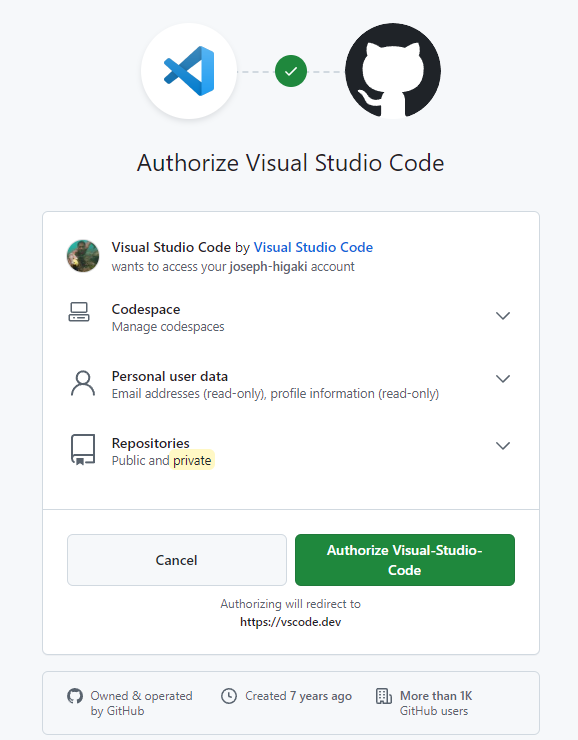 Authorize Visual Studio Code
Visual Studio Code by Visual Studio Code
wants to access your joseph-higaki account
Codespace
Manage codespaces
Personal user data
Email addresses (read-only), profile information (read-only)
Repositories
Public and private
Cancel
Authorize Visual-Studio-
Code
Authorizing will redirect to
https://vscode.dev
Owned & operated
by GitHub
Created 7 years ago
More than 1K
GitHub users